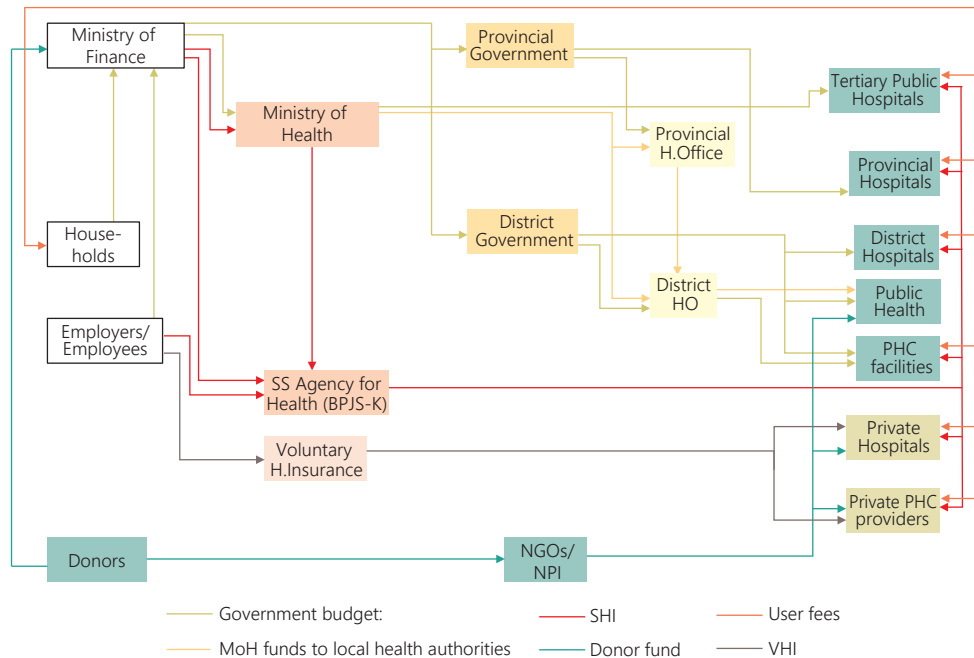 Ministry of
Finance
Provincial
Government
Tertiary Public
Hospitals
Ministry of
Health
Provincial
H.Office
Provincial
Hospitals
House-
holds
District
Government
District
Hospitals
District
HO
Public
Health
Employers/
Employees
PHC
facilities
SS Agency for
Health (BPJS-K)
Private
Hospitals
Voluntary
H.Insurance
Private PHC
providers
Donors
NGOs/
NPI
Government budget:
SHI
User fees
MoH funds to local health authorities
Donor fund
VHI